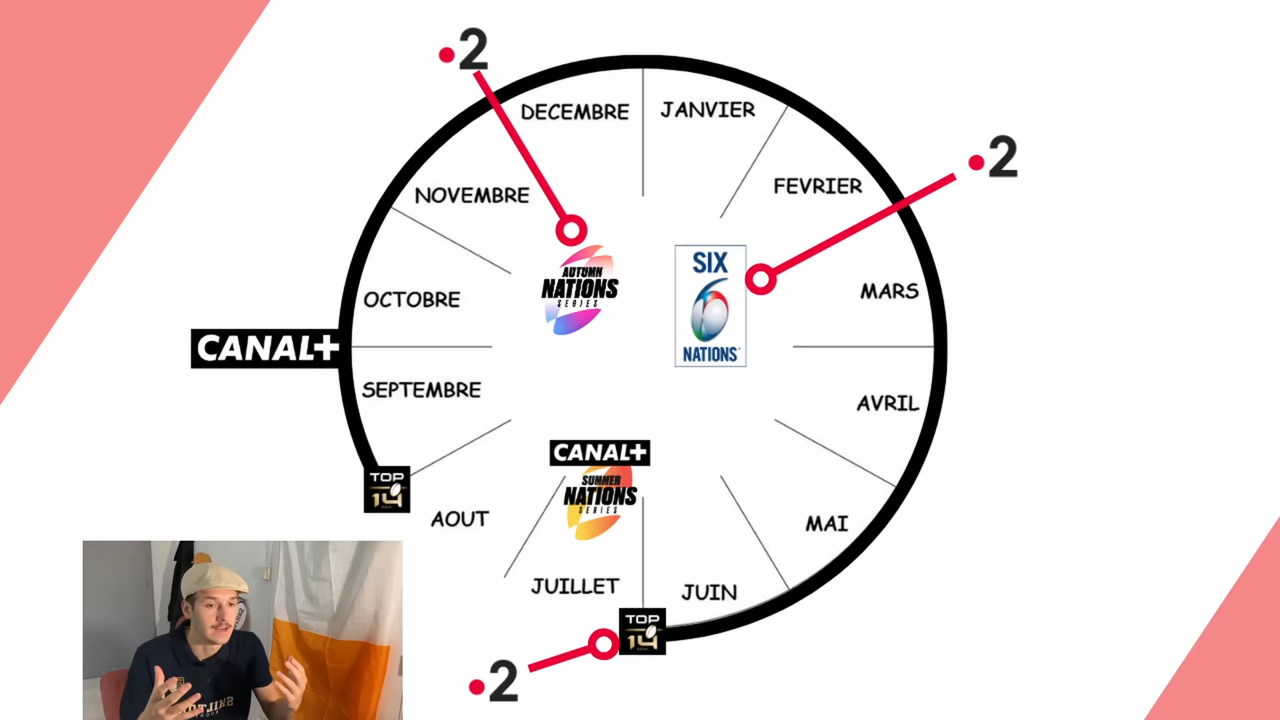 •2
DECEMBRE
JANVIER
NOVEMBRE
FEVRIER
•2
AUTUMN
NATIONS
SERIES
SIX
6
NATIONS
OCTOBRE
MARS
CANAL+
SEPTEMBRE
AVRIL
TOP
14
CANAL+
SUMMER
NATIONS
SERIES
AOUT
MAI
JUILLET
JUIN
TOP
14
•2